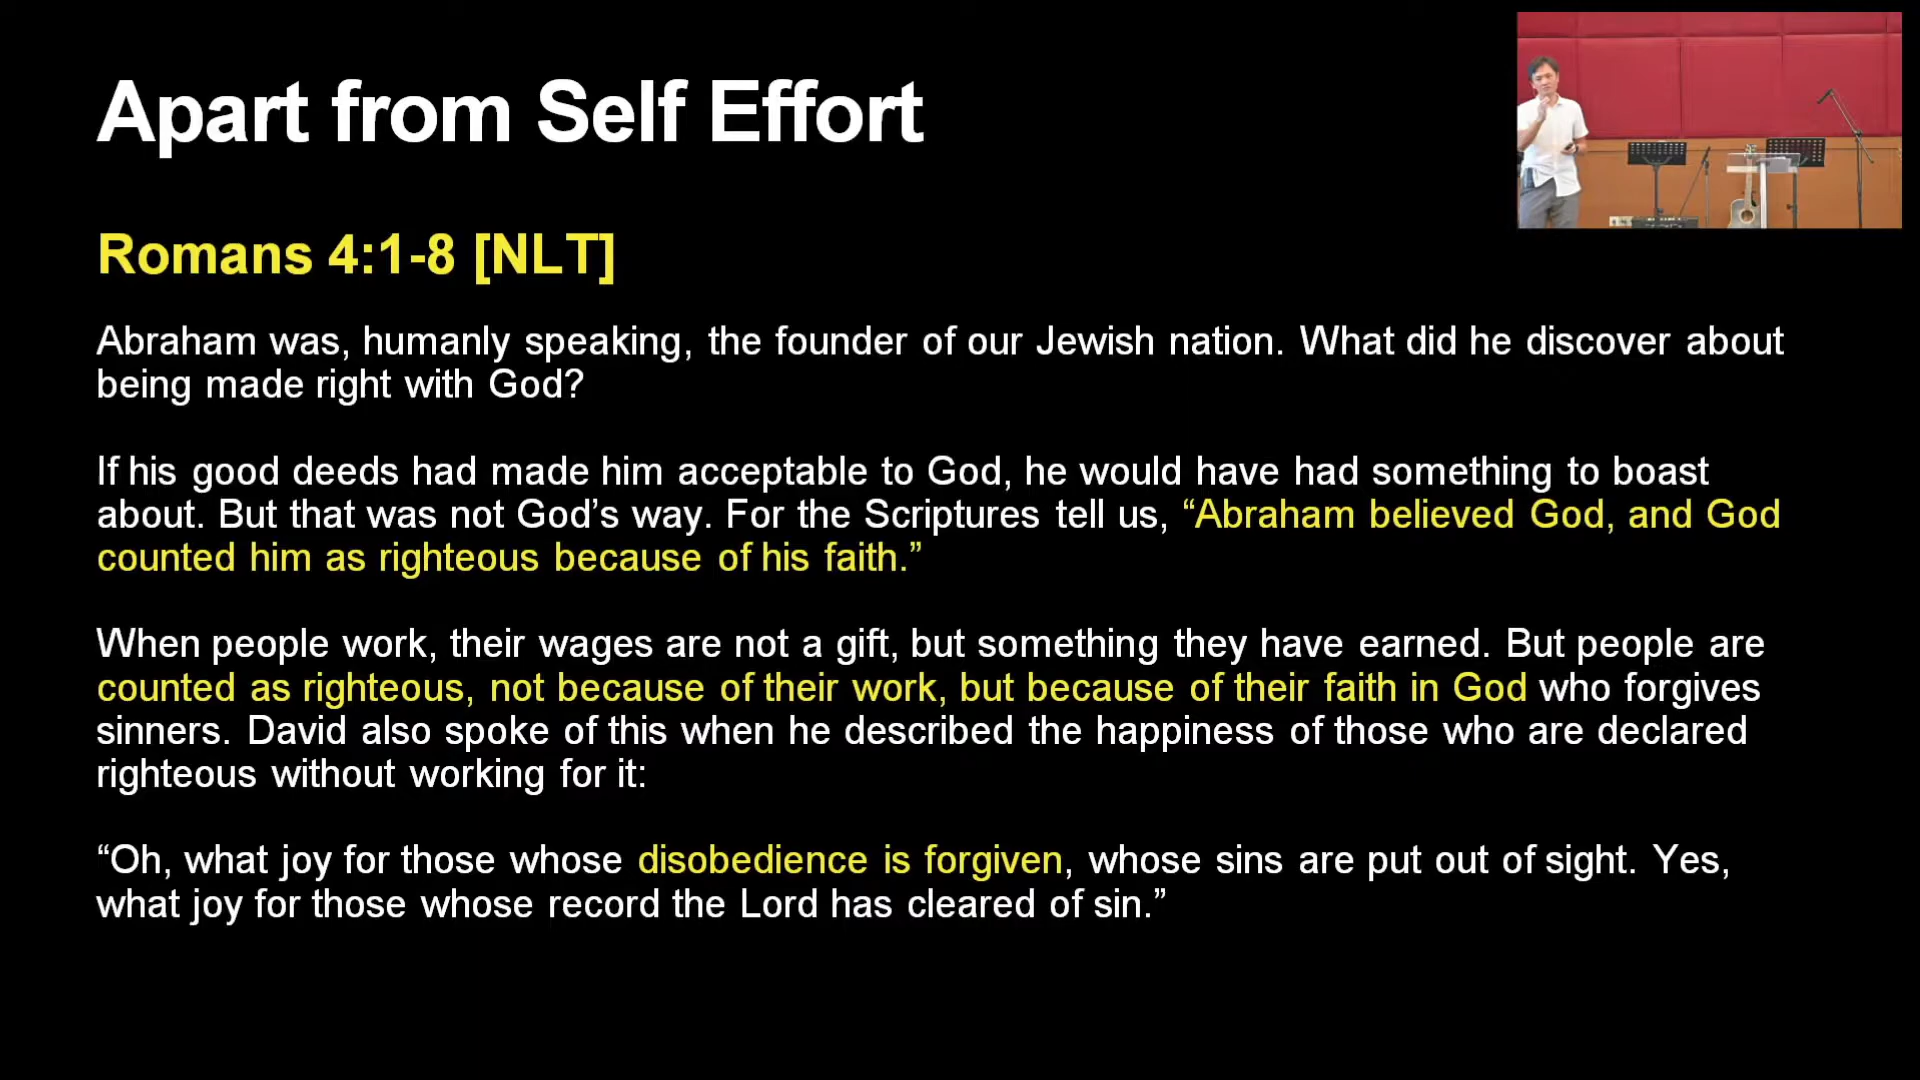 Apart from Self Effort
Romans 4:1-8 [NLT]
Abraham was, humanly speaking, the founder of our Jewish nation. What did he discover about
being made right with God?
If his good deeds had made him acceptable to God, he would have had something to boast
about. But that was not God’s way. For the Scriptures tell us, “Abraham believed God, and God
counted him as righteous because of his faith.”
When people work, their wages are not a gift, but something they have earned. But people are
counted as righteous, not because of their work, but because of their faith in God who forgives
sinners. David also spoke of this when he described the happiness of those who are declared
righteous without working for it:
“Oh, what joy for those whose disobedience is forgiven, whose sins are put out of sight. Yes,
what joy for those whose record the Lord has cleared of sin.”